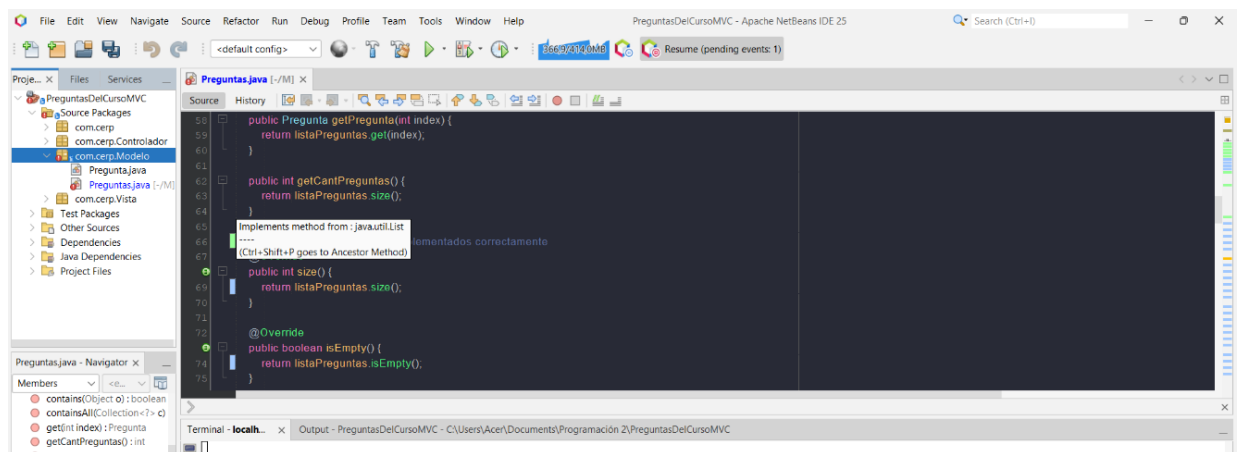 File Edit View Navigate Source Refactor Run Debug Profile Team Tools Window Help
PreguntasDelCursoMVC - Apache NetBeans IDE 25
Search (Ctrl+I)
<default config>
366,9/414,0MB
Resume (pending events: 1)
Proje...
Files
Services
PreguntasDelCursoMVC
Source Packages
com.cerp
com.cerp.Controlador
com.cerp.Modelo
Pregunta.java
Preguntas.java [-/M]
com.cerp.Vista
Test Packages
Other Sources
Dependencies
Java Dependencies
Project Files
Preguntas.java - Navigator
Members
<e...
contains(Object o) : boolean
containsAll(Collection<?> c)
get(int index) : Pregunta
getCantPreguntas() : int
Preguntas.java [-/M]
Source History
58 public Pregunta getPregunta(int index) {
59 return listaPreguntas.get(index);
60 }
61
62 public int getCantPreguntas() {
63 return listaPreguntas.size();
64 }
65
Implements method from : java.util.List
----
(Ctrl+Shift+P goes to Ancestor Method)
66 lementados correctamente
67
public int size() {
69 return listaPreguntas.size();
70 }
71
72 @Override
public boolean isEmpty() {
74 return listaPreguntas.isEmpty();
75 }
Terminal - localh...
Output - PreguntasDelCursoMVC - C:\Users\Acer\Documents\Programación 2\PreguntasDelCursoMVC